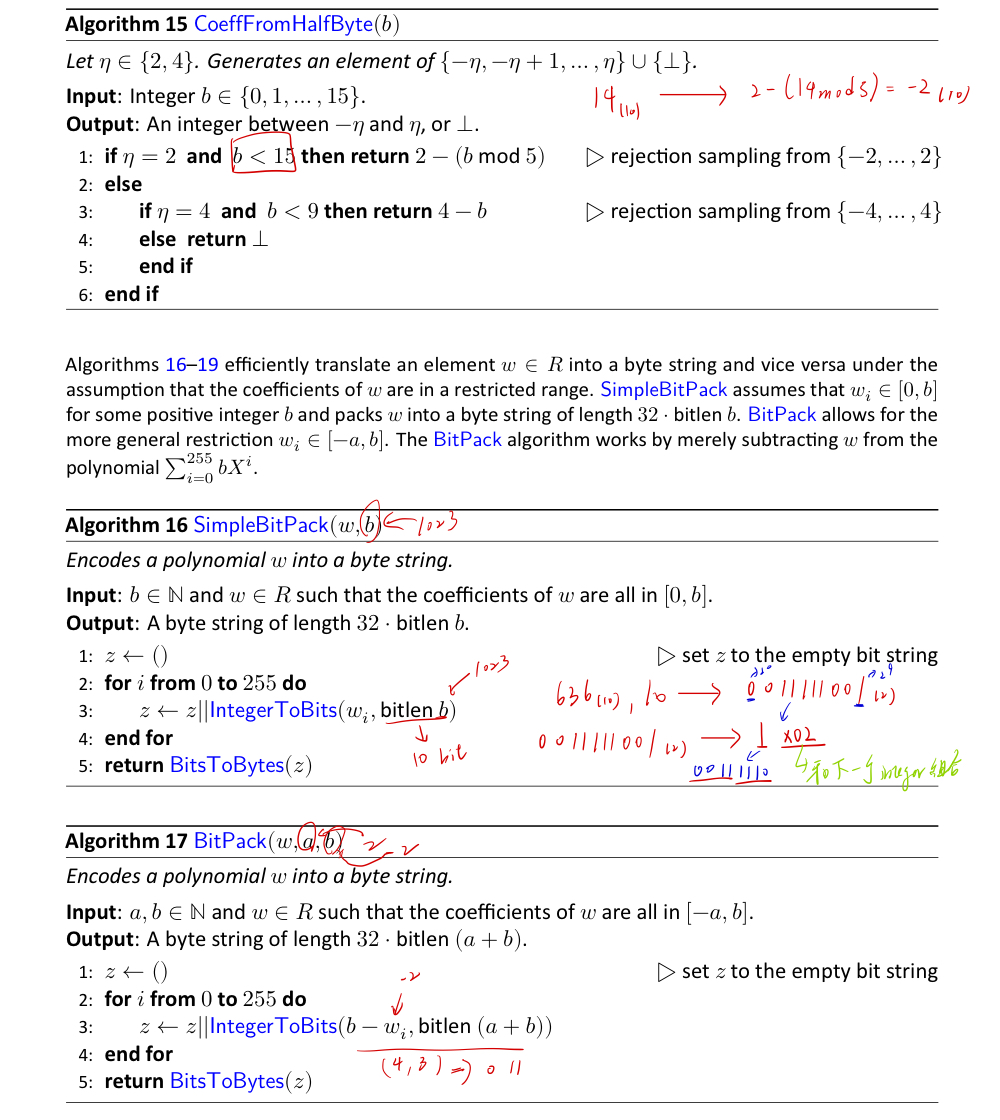 Algorithm 15 CoeffFromHalfByte(b)
Let η ∈ {2, 4}. Generates an element of {−η, −η + 1, … , η} ∪ {⊥}.
Input: Integer b ∈ {0, 1, … , 15}.
14(10) → 2 - (14 mod 5) = -2 (10)
Output: An integer between −η and η, or ⊥.
1: if η = 2 and b < 15 then return 2 − (b mod 5) ▷ rejection sampling from {−2, … , 2}
2: else
3: if η = 4 and b < 9 then return 4 − b ▷ rejection sampling from {−4, … , 4}
4: else return ⊥
5: end if
6: end if
Algorithms 16–19 efficiently translate an element w ∈ R into a byte string and vice versa under the
assumption that the coefficients of w are in a restricted range. SimpleBitPack assumes that wᵢ ∈ [0, b]
for some positive integer b and packs w into a byte string of length 32 · bitlen b. BitPack allows for the
more general restriction wᵢ ∈ [−a, b]. The BitPack algorithm works by merely subtracting w from the
polynomial ∑²⁵⁵ᵢ₌₀ bXⁱ.
Algorithm 16 SimpleBitPack(w, b) ← 1023
Encodes a polynomial w into a byte string.
Input: b ∈ ℕ and w ∈ R such that the coefficients of w are all in [0, b].
Output: A byte string of length 32 · bitlen b.
1: z ← () ▷ set z to the empty bit string
1023
2: for i from 0 to 255 do
636(10), 10 → 0011111001(2)
3: z ← z||IntegerToBits(wᵢ, bitlen b)
0011111001(2) → 1 x02
4: end for
10 bit
5: return BitsToBytes(z)
0011 1110
Algorithm 17 BitPack(w, a, b) 2 2
Encodes a polynomial w into a byte string.
Input: a, b ∈ ℕ and w ∈ R such that the coefficients of w are all in [−a, b].
Output: A byte string of length 32 · bitlen (a + b).
1: z ← () ▷ set z to the empty bit string
-2
2: for i from 0 to 255 do
3: z ← z||IntegerToBits(b − wᵢ, bitlen (a + b))
4: end for
(4, 3) => 0 11
5: return BitsToBytes(z)